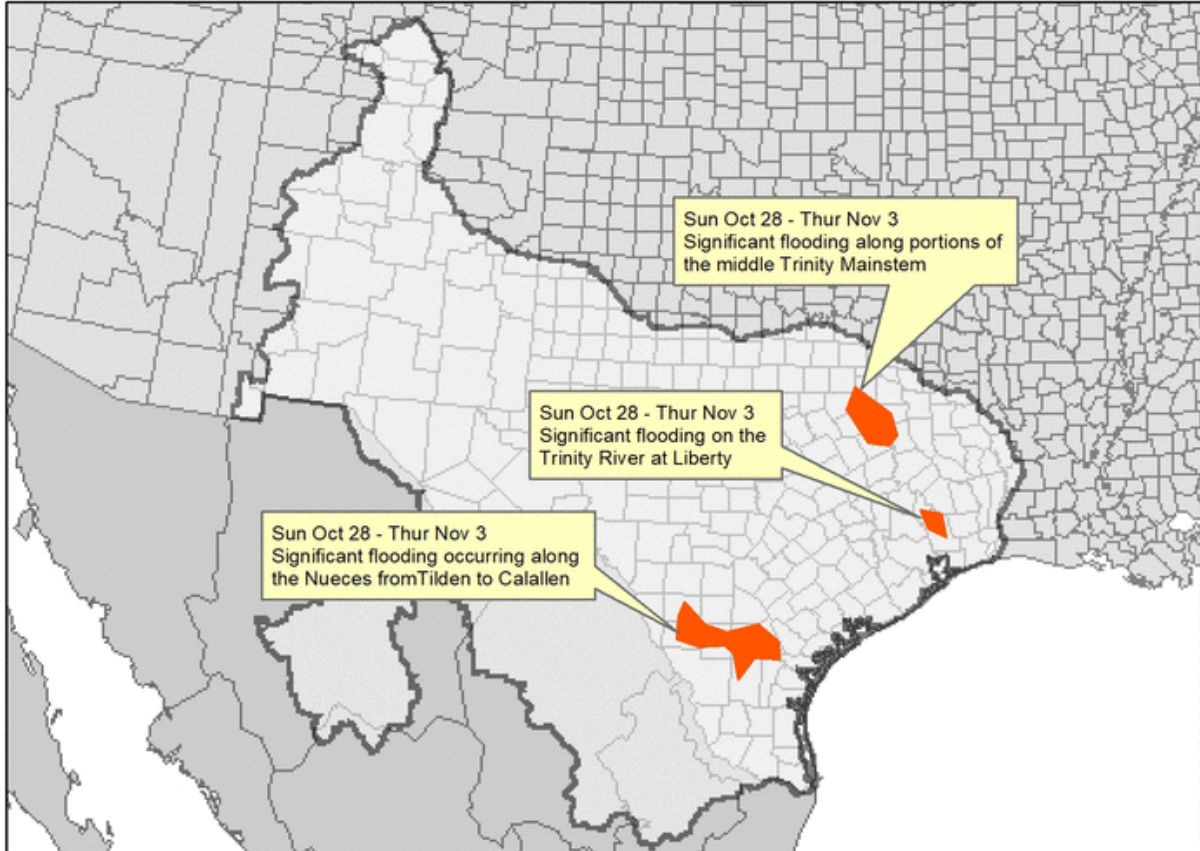 Sun Oct 28 - Thur Nov 3
Significant flooding along portions of
the middle Trinity Mainstem
Sun Oct 28 - Thur Nov 3
Significant flooding on the
Trinity River at Liberty
Sun Oct 28 - Thur Nov 3
Significant flooding occurring along
the Nueces fromTilden to Calallen